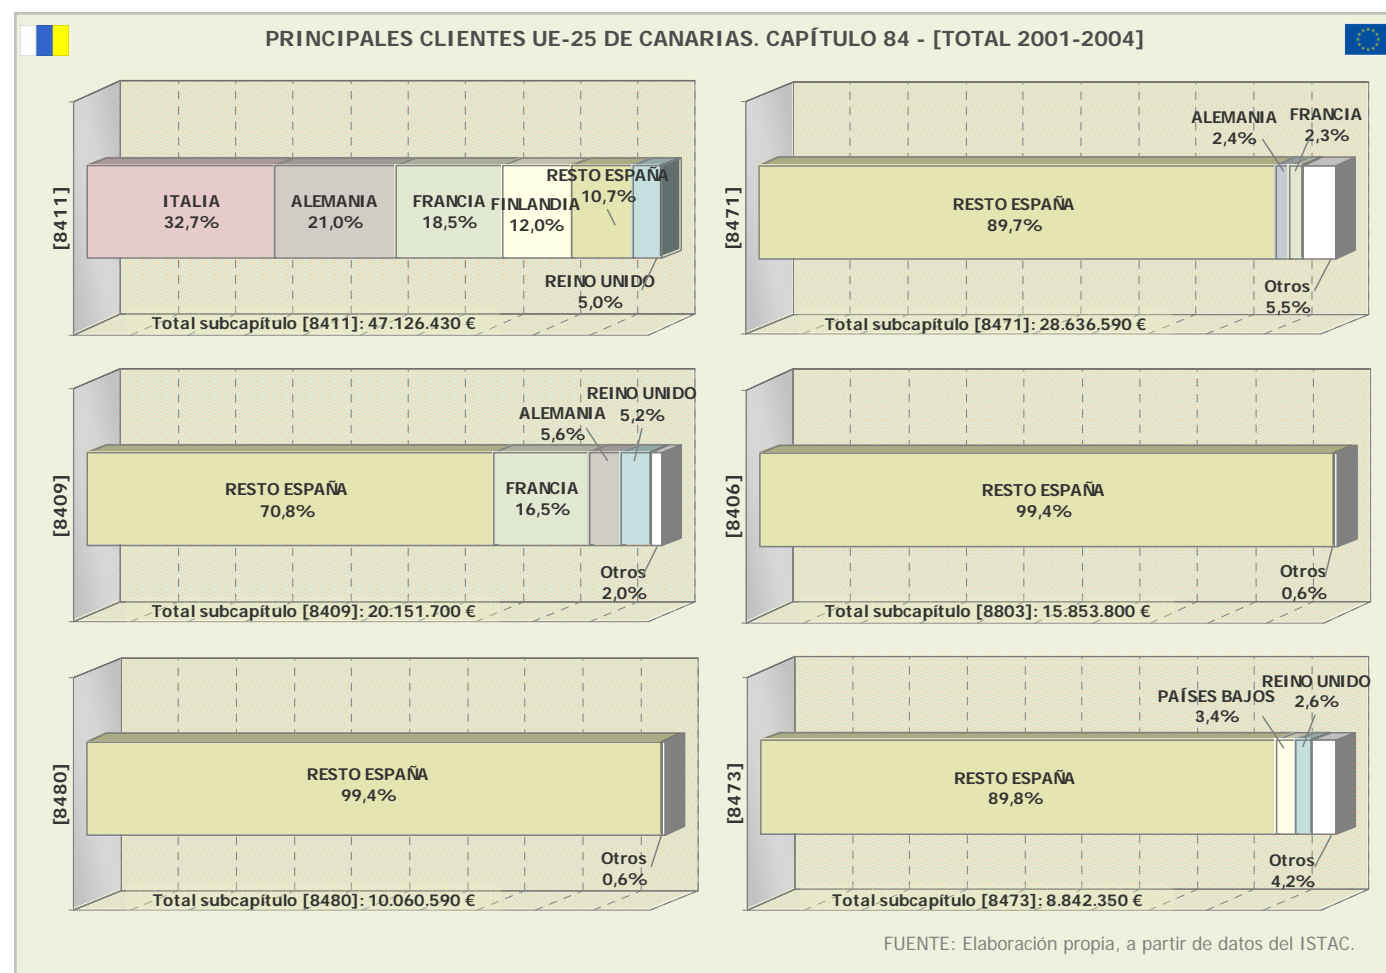 PRINCIPALES CLIENTES UE-25 DE CANARIAS. CAPÍTULO 84 - [TOTAL 2001-2004]
[8411]
ITALIA
32,7%
ALEMANIA
21,0%
FRANCIA
18,5%
FINLANDIA
12,0%
RESTO ESPAÑA
10,7%
REINO UNIDO
5,0%
Total subcapítulo [8411]: 47.126.430 €
[8471]
RESTO ESPAÑA
89,7%
ALEMANIA
2,4%
FRANCIA
2,3%
Otros
5,5%
Total subcapítulo [8471]: 28.636.590 €
[8409]
RESTO ESPAÑA
70,8%
FRANCIA
16,5%
ALEMANIA
5,6%
REINO UNIDO
5,2%
Otros
2,0%
Total subcapítulo [8409]: 20.151.700 €
[8406]
RESTO ESPAÑA
99,4%
Otros
0,6%
Total subcapítulo [8803]: 15.853.800 €
[8480]
RESTO ESPAÑA
99,4%
Otros
0,6%
Total subcapítulo [8480]: 10.060.590 €
[8473]
RESTO ESPAÑA
89,8%
PAÍSES BAJOS
3,4%
REINO UNIDO
2,6%
Otros
4,2%
Total subcapítulo [8473]: 8.842.350 €
FUENTE: Elaboración propia, a partir de datos del ISTAC.